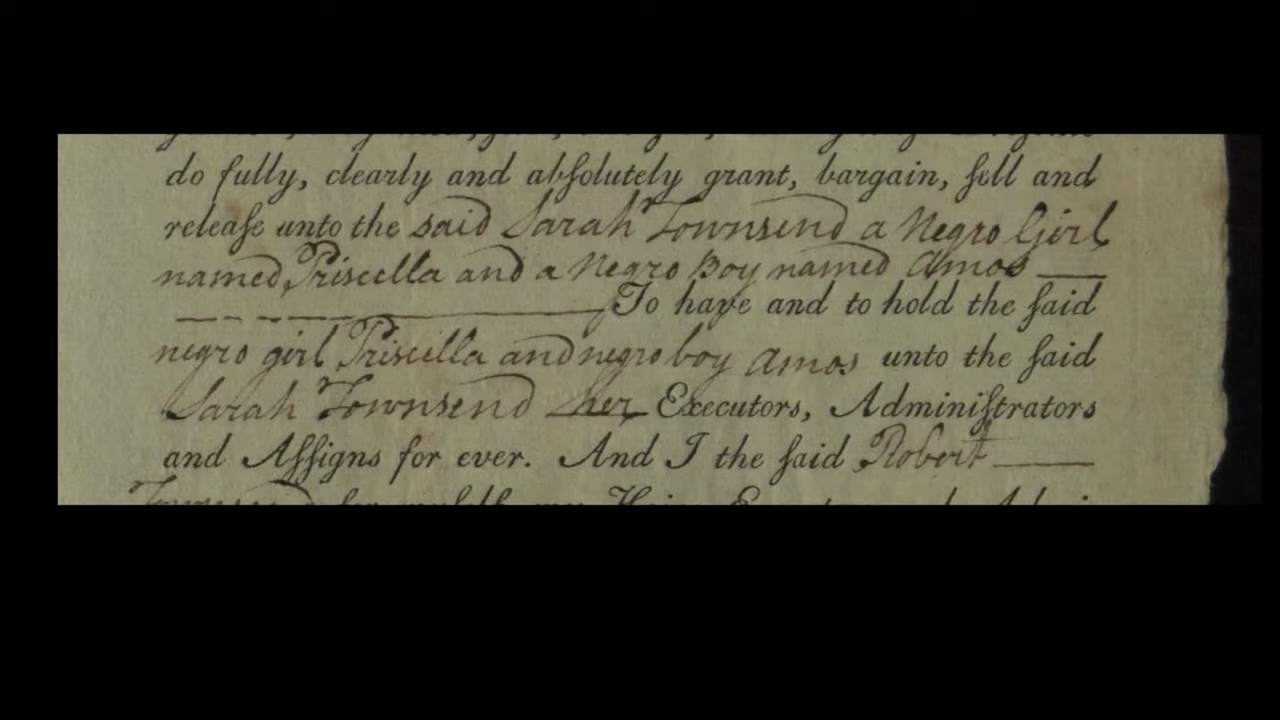 do fully, clearly and abſolutely grant, bargain, ſell and
releaſe unto the said Sarah Townsend a Negro Girl
named Priscella and a Negro Boy named Amos
To have and to hold the ſaid
negro girl Priscella and negro boy Amos unto the ſaid
Sarah Townsend her Executors, Adminiſtrators
and Aſſigns for ever. And I the ſaid Robert